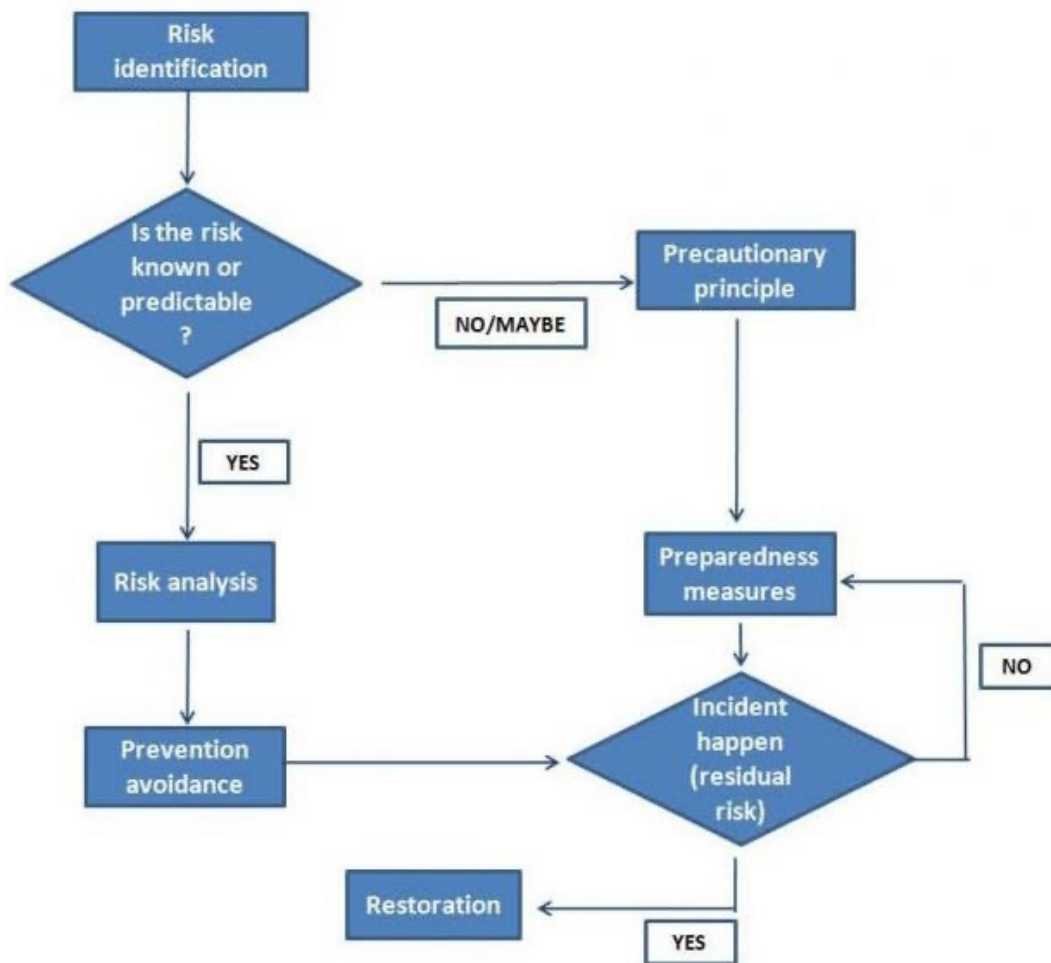 Risk
identification
Is the risk
known or
predictable
?
NO/MAYBE
Precautionary
principle
YES
Risk analysis
Preparedness
measures
NO
Prevention
avoidance
Incident
happen
(residual
risk)
Restoration
YES